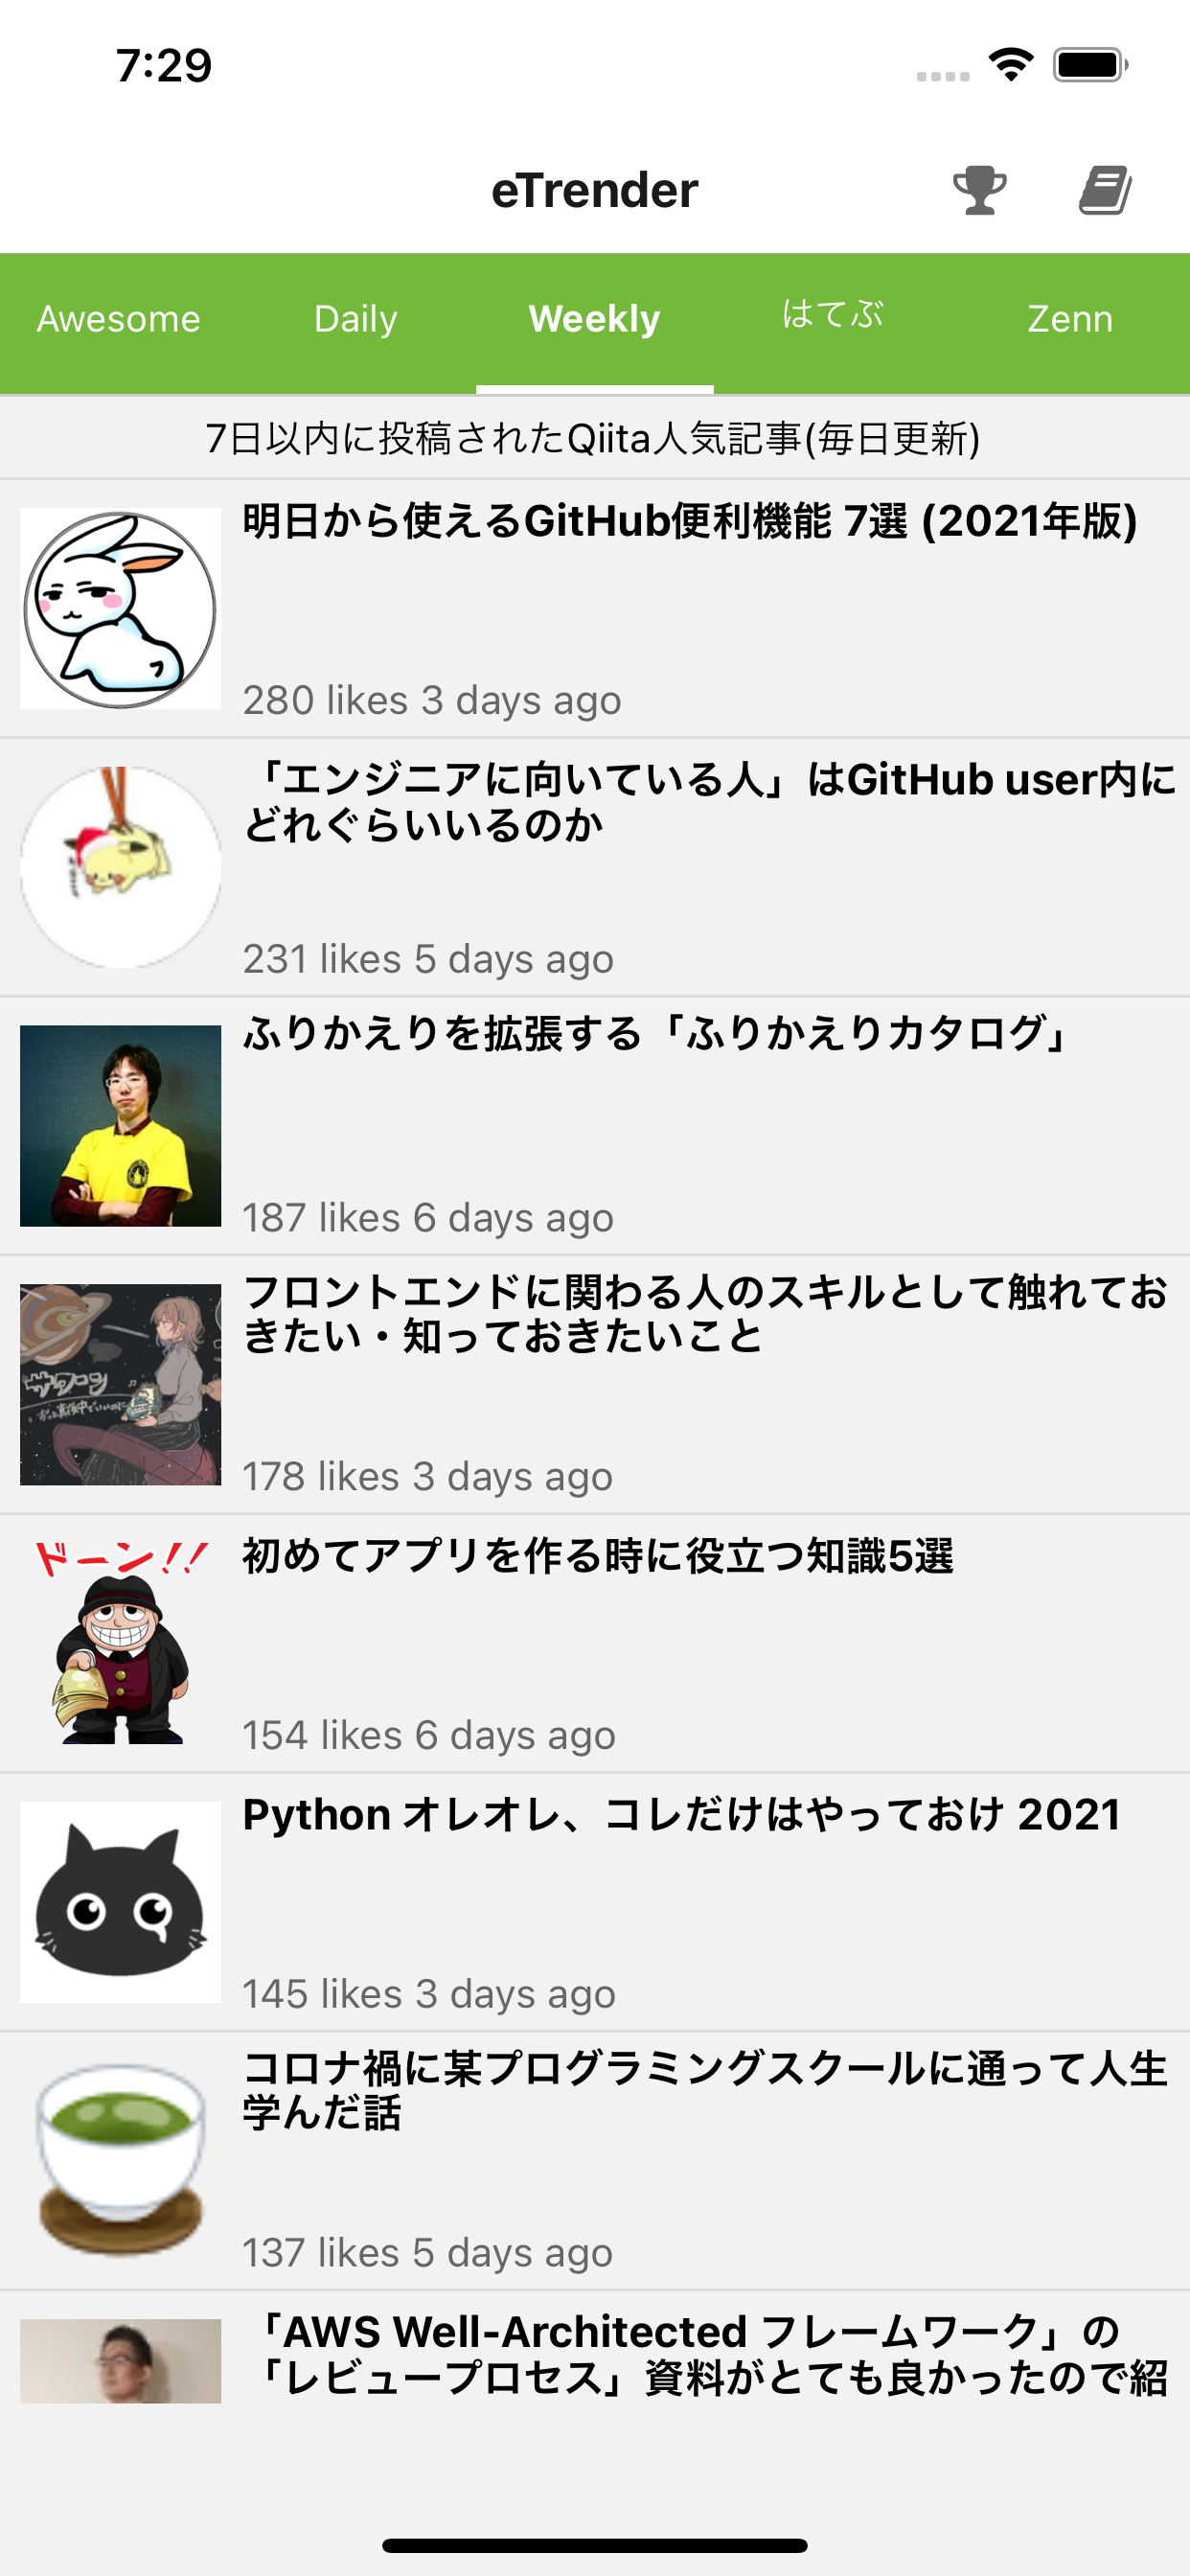 7:29
eTrender
Awesome
Daily
Weekly
はてぶ
Zenn
7日以内に投稿されたQiita人気記事(毎日更新)
明日から使えるGitHub便利機能 7選 (2021年版)
280 likes 3 days ago
「エンジニアに向いている人」はGitHub user内に
どれぐらいいるのか
231 likes 5 days ago
ふりかえりを拡張する「ふりかえりカタログ」
187 likes 6 days ago
フロントエンドに関わる人のスキルとして触れてお
きたい・知っておきたいこと
178 likes 3 days ago
ドーン!!
初めてアプリを作る時に役立つ知識5選
154 likes 6 days ago
Python オレオレ、コレだけはやっておけ 2021
145 likes 3 days ago
コロナ禍に某プログラミングスクールに通って人生
学んだ話
137 likes 5 days ago
「AWS Well-Architected フレームワーク」の
「レビュープロセス」資料がとても良かったので紹